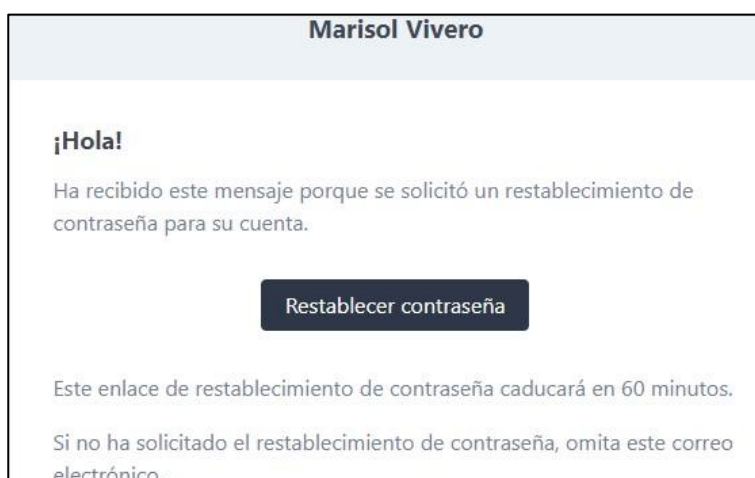 Marisol Vivero
¡Hola!
Ha recibido este mensaje porque se solicitó un restablecimiento de
contraseña para su cuenta.
Restablecer contraseña
Este enlace de restablecimiento de contraseña caducará en 60 minutos.
Si no ha solicitado el restablecimiento de contraseña, omita este correo
electrónico.